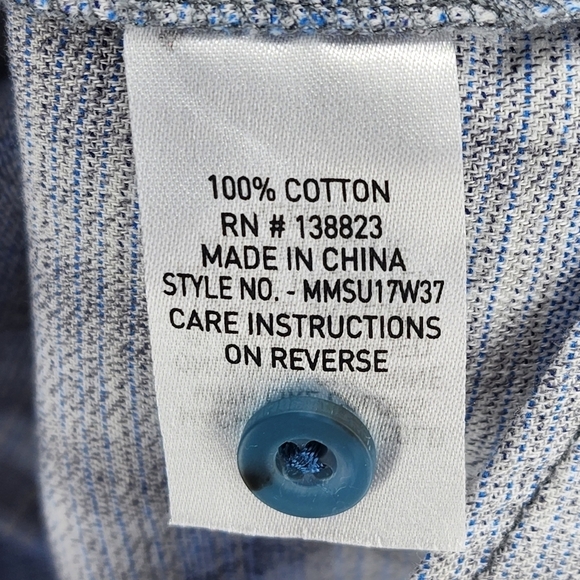 100% COTTON
RN # 138823
MADE IN CHINA
STYLE NO. - MMSU17W37
CARE INSTRUCTIONS
ON REVERSE